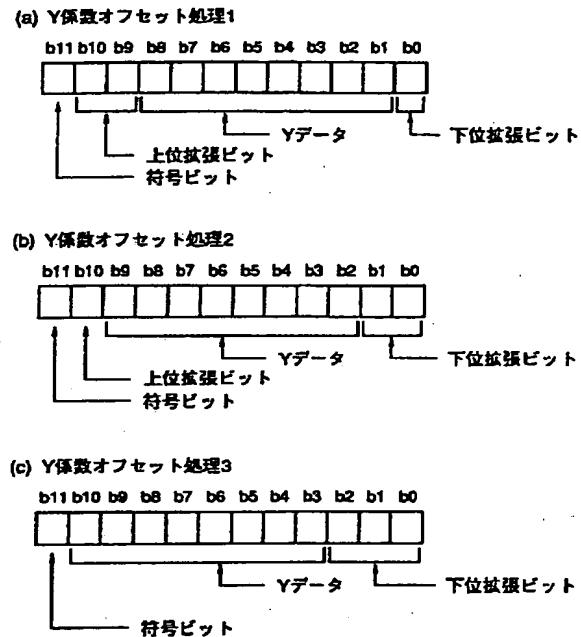 (a) Y係数オフセット処理1
b11 b10 b9 b8 b7 b6 b5 b4 b3 b2 b1 b0
Yデータ
下位拡張ビット
上位拡張ビット
符号ビット
(b) Y係数オフセット処理2
b11 b10 b9 b8 b7 b6 b5 b4 b3 b2 b1 b0
Yデータ
下位拡張ビット
上位拡張ビット
符号ビット
(c) Y係数オフセット処理3
b11 b10 b9 b8 b7 b6 b5 b4 b3 b2 b1 b0
Yデータ
下位拡張ビット
符号ビット